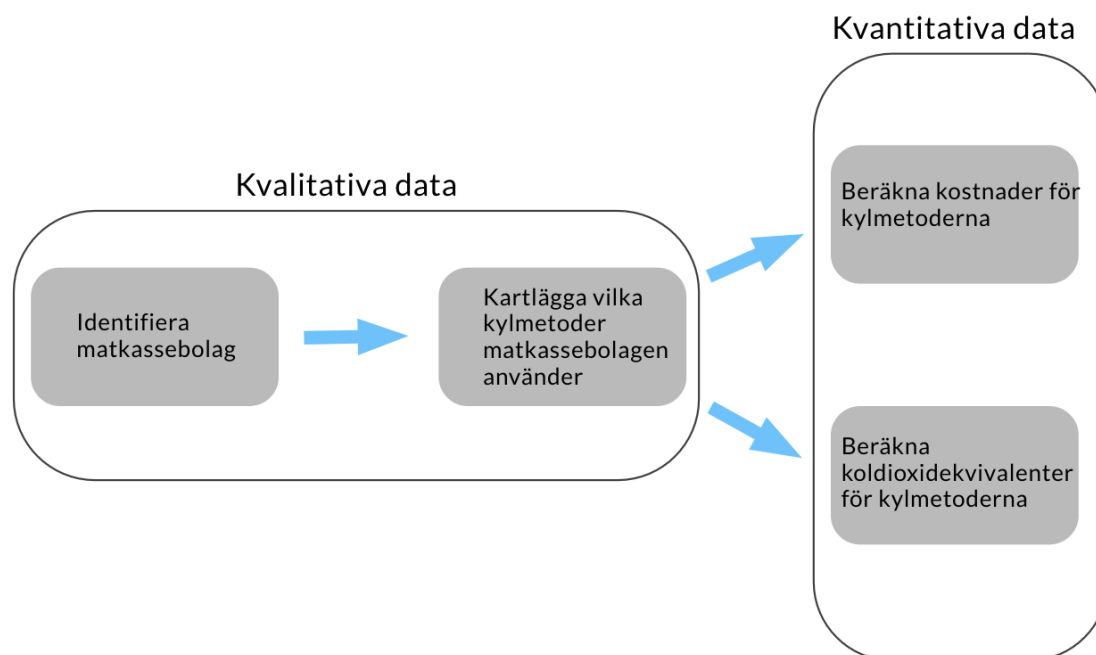 Kvantitativa data
Kvalitativa data
Identifiera
matkassebolag
Kartlägga vilka
kylmetoder
matkassebolagen
använder
Beräkna kostnader för
kylmetoderna
Beräkna
koldioxidekvivalenter
för kylmetoderna